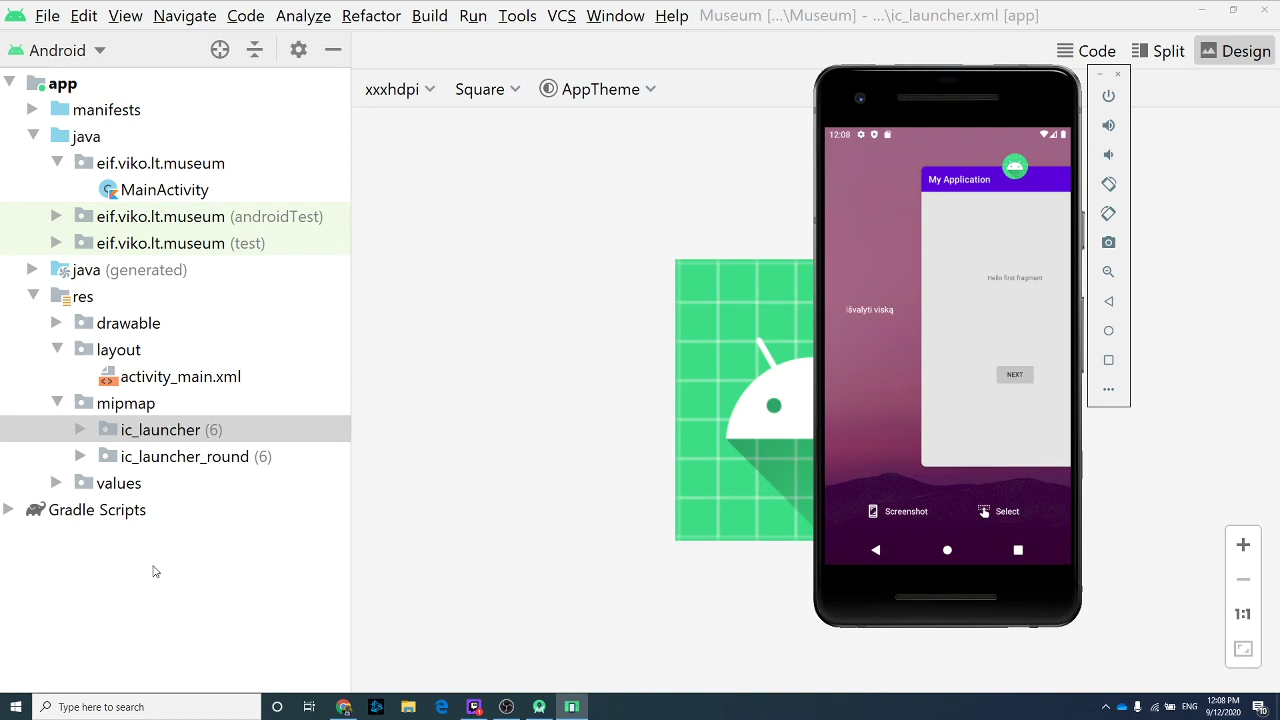 File Edit View Navigate Code Analyze Refactor Build Run Tools VCS Window Help Museum [...\Museum] - ...\ic_launcher.xml [app]
Android
Code Split Design
xxxhdpi Square AppTheme
app
manifests
java
eif.viko.lt.museum
MainActivity
eif.viko.lt.museum (androidTest)
eif.viko.lt.museum (test)
java (generated)
res
drawable
layout
activity_main.xml
mipmap
ic_launcher (6)
ic_launcher_round (6)
values
Gradle Scripts
12:08
My Application
Hello first fragment
Išvalyti viską
NEXT
Screenshot Select
1:1
Type here to search
ENG
12:08 PM
9/12/2020